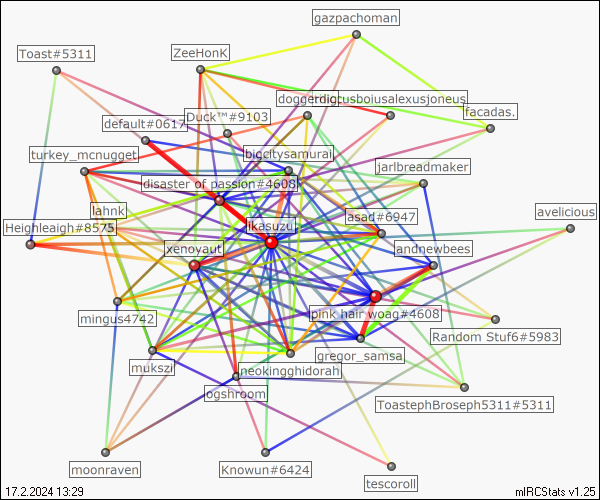 gazpachoman
Toast#5311
ZeeHonK
doggerdigcusboiusalexusjoneus
facadas.
Duck™#9103
default#0617
turkey_mcnugget
bigcitysamurai
jarlbreadmaker
disaster of passion#4608
lahnk
asad#6947
avelicious
Heighleaigh#8575
ikasuzu
xenoyaut
andnewbees
mingus4742
pink hair woag#4608
Random Stuf6#5983
gregor_samsa
mukszi
neokingghidorah
ogshroom
ToastephBroseph5311#5311
moonraven
Knowun#6424
tescoroll
17.2.2024 13:29
mIRCStats v1.25